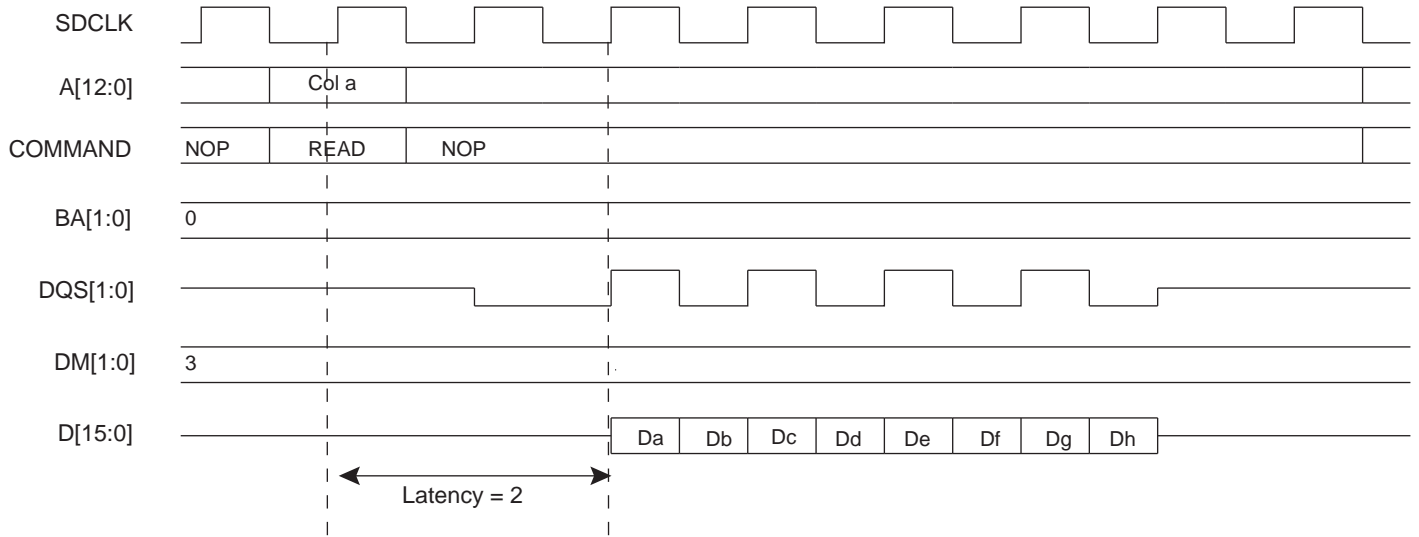 SDCLK
A[12:0] Col a
COMMAND NOP READ NOP
BA[1:0] 0
DQS[1:0]
DM[1:0] 3
D[15:0] Da Db Dc Dd De Df Dg Dh
Latency = 2